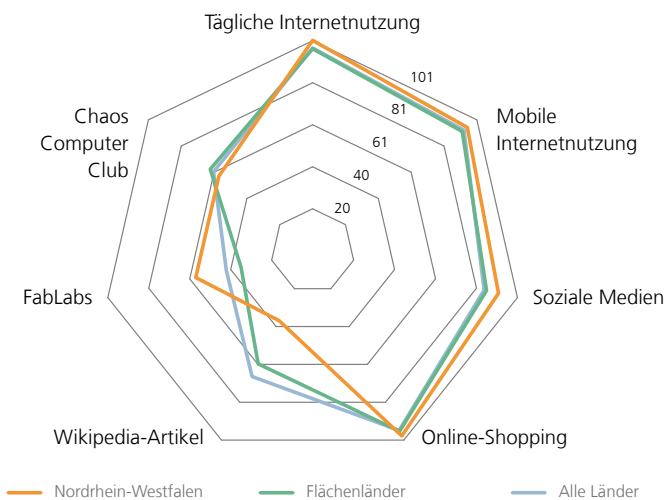 Tägliche Internetnutzung
101
81
61
40
20
Mobile
Internetnutzung
Soziale Medien
Online-Shopping
Wikipedia-Artikel
FabLabs
Chaos
Computer
Club
Nordrhein-Westfalen
Flächenländer
Alle Länder